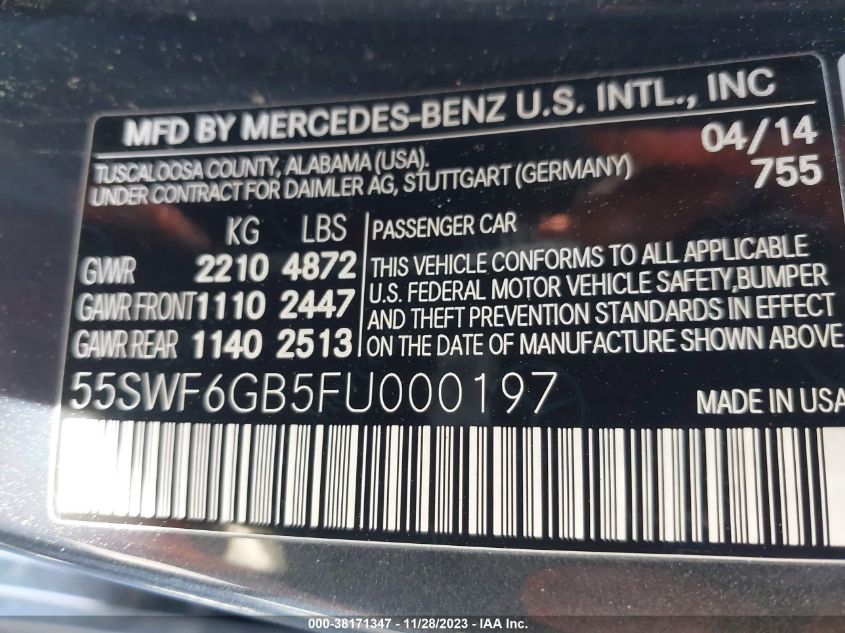 MFD BY MERCEDES-BENZ U.S. INTL., INC
TUSCALOOSA COUNTY, ALABAMA (USA). 04/14
UNDER CONTRACT FOR DAIMLER AG, STUTTGART (GERMANY) 755
KG LBS PASSENGER CAR
GVWR 2210 4872 THIS VEHICLE CONFORMS TO ALL APPLICABLE
GAWR FRONT 1110 2447 U.S. FEDERAL MOTOR VEHICLE SAFETY, BUMPER
AND THEFT PREVENTION STANDARDS IN EFFECT
GAWR REAR 1140 2513 ON THE DATE OF MANUFACTURE SHOWN ABOVE
55SWF6GB5FU000197 MADE IN USA
000-38171347 - 11/28/2023 - IAA Inc.